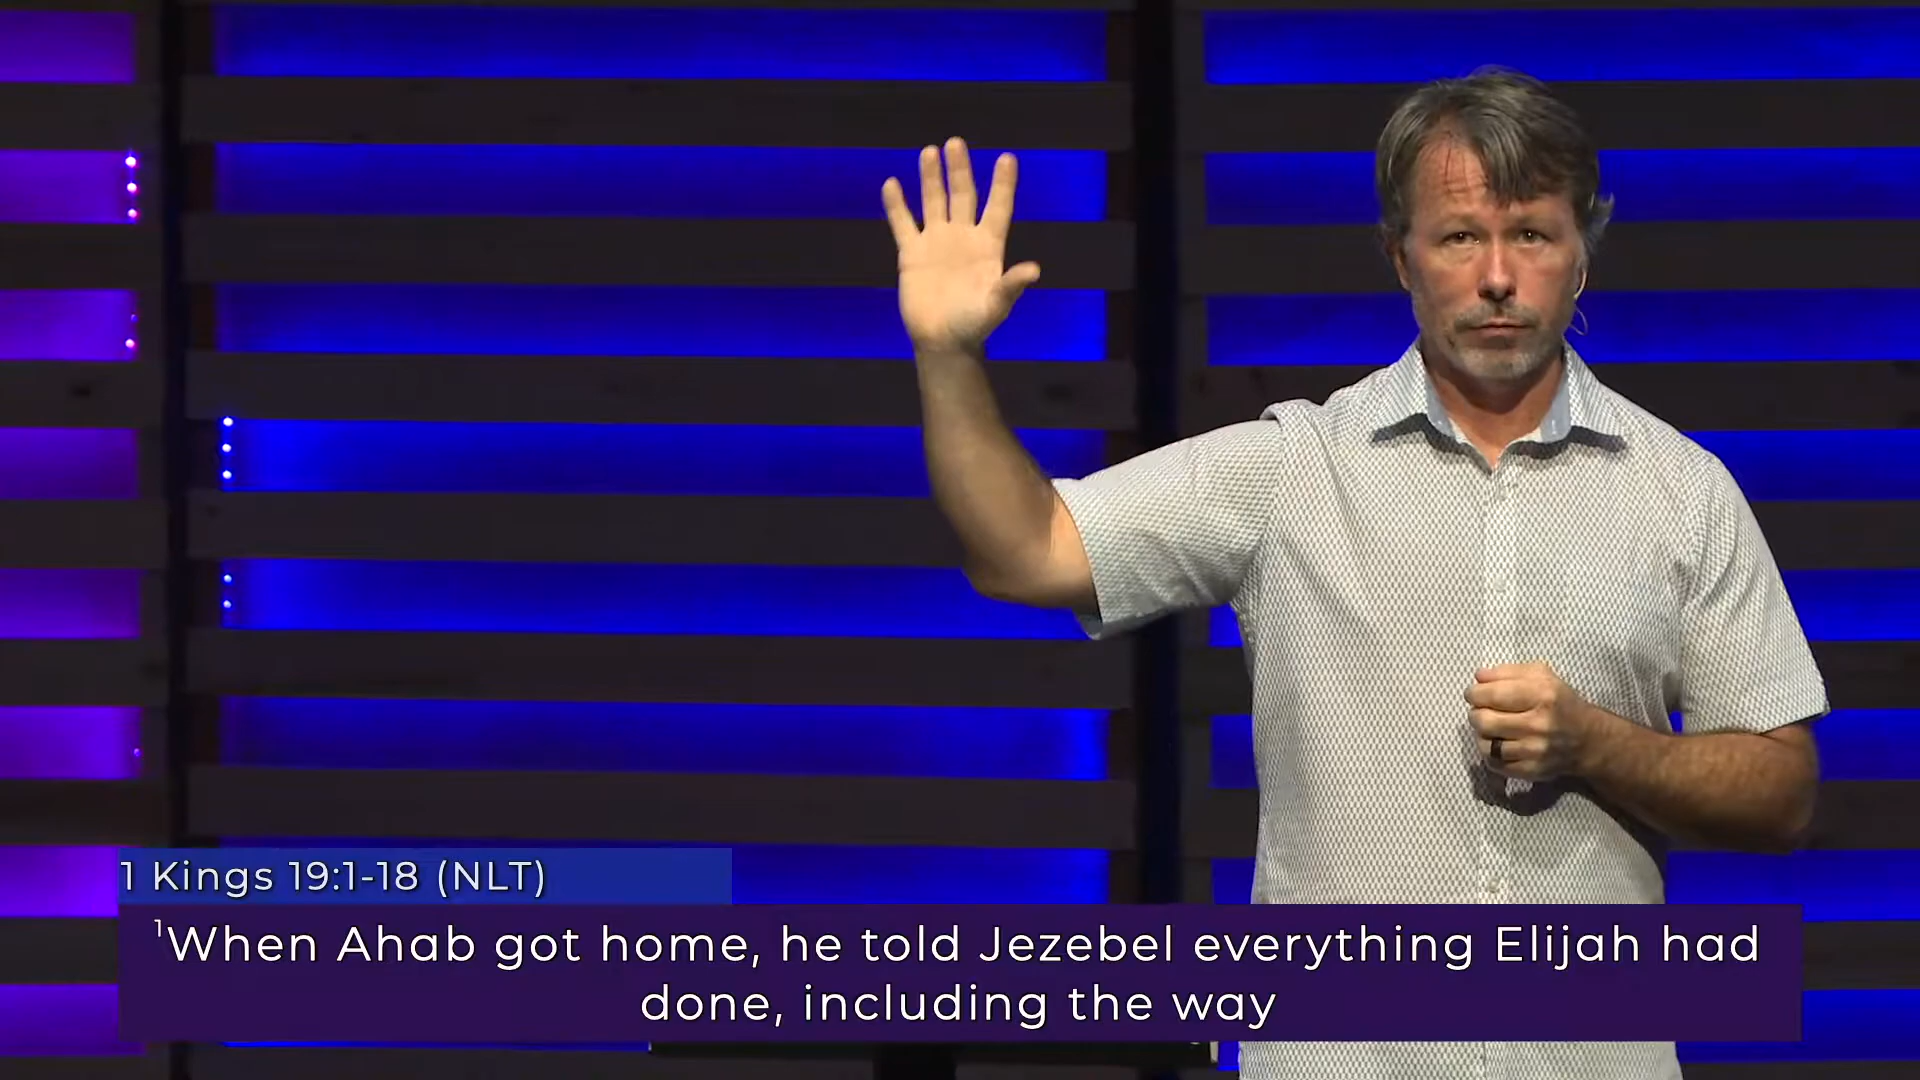 1 Kings 19:1-18 (NLT)
¹When Ahab got home, he told Jezebel everything Elijah had
done, including the way